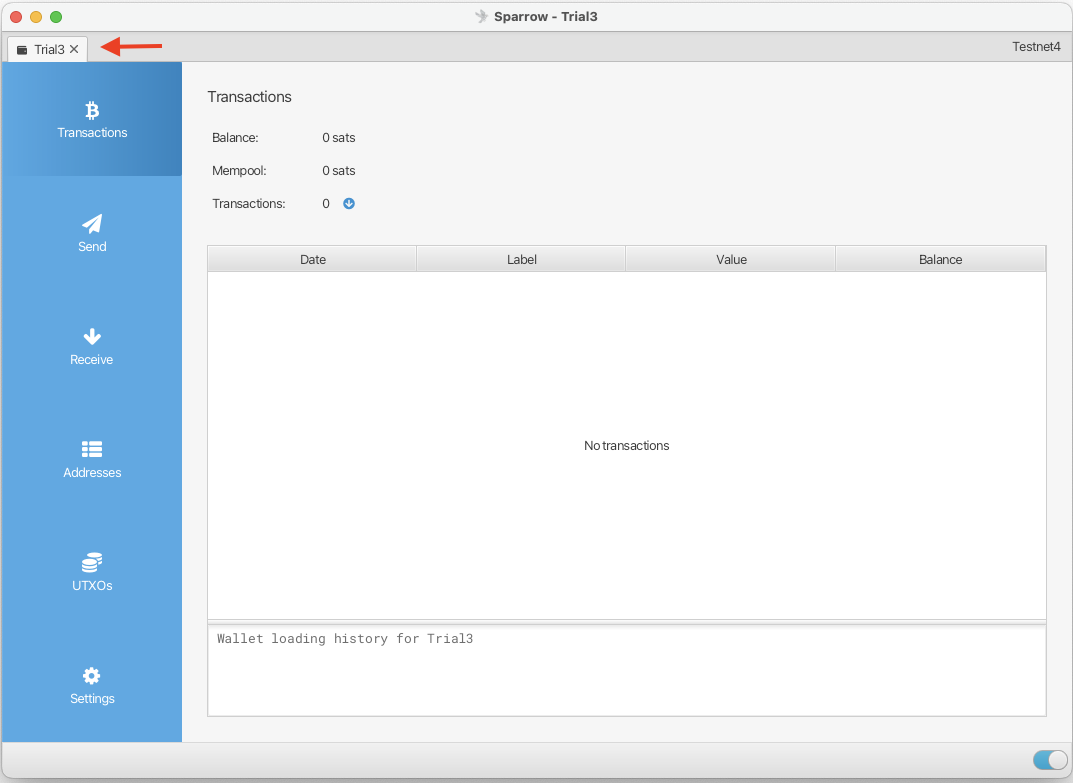 Sparrow - Trial3
Trial3
Testnet4
Transactions
Send
Receive
Addresses
UTXOs
Settings
Transactions
Balance: 0 sats
Mempool: 0 sats
Transactions: 0
Date Label Value Balance
No transactions
Wallet loading history for Trial3